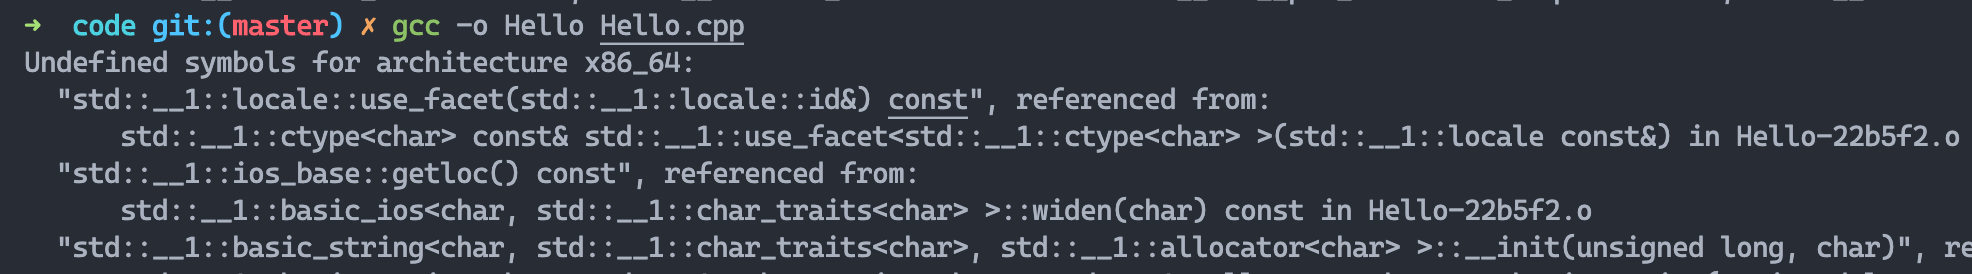 ➜ code git:(master) ✗ gcc -o Hello Hello.cpp
Undefined symbols for architecture x86_64:
"std::__1::locale::use_facet(std::__1::locale::id&) const", referenced from:
std::__1::ctype<char> const& std::__1::use_facet<std::__1::ctype<char> >(std::__1::locale const&) in Hello-22b5f2.o
"std::__1::ios_base::getloc() const", referenced from:
std::__1::basic_ios<char, std::__1::char_traits<char> >::widen(char) const in Hello-22b5f2.o
"std::__1::basic_string<char, std::__1::char_traits<char>, std::__1::allocator<char> >::__init(unsigned long, char)", re